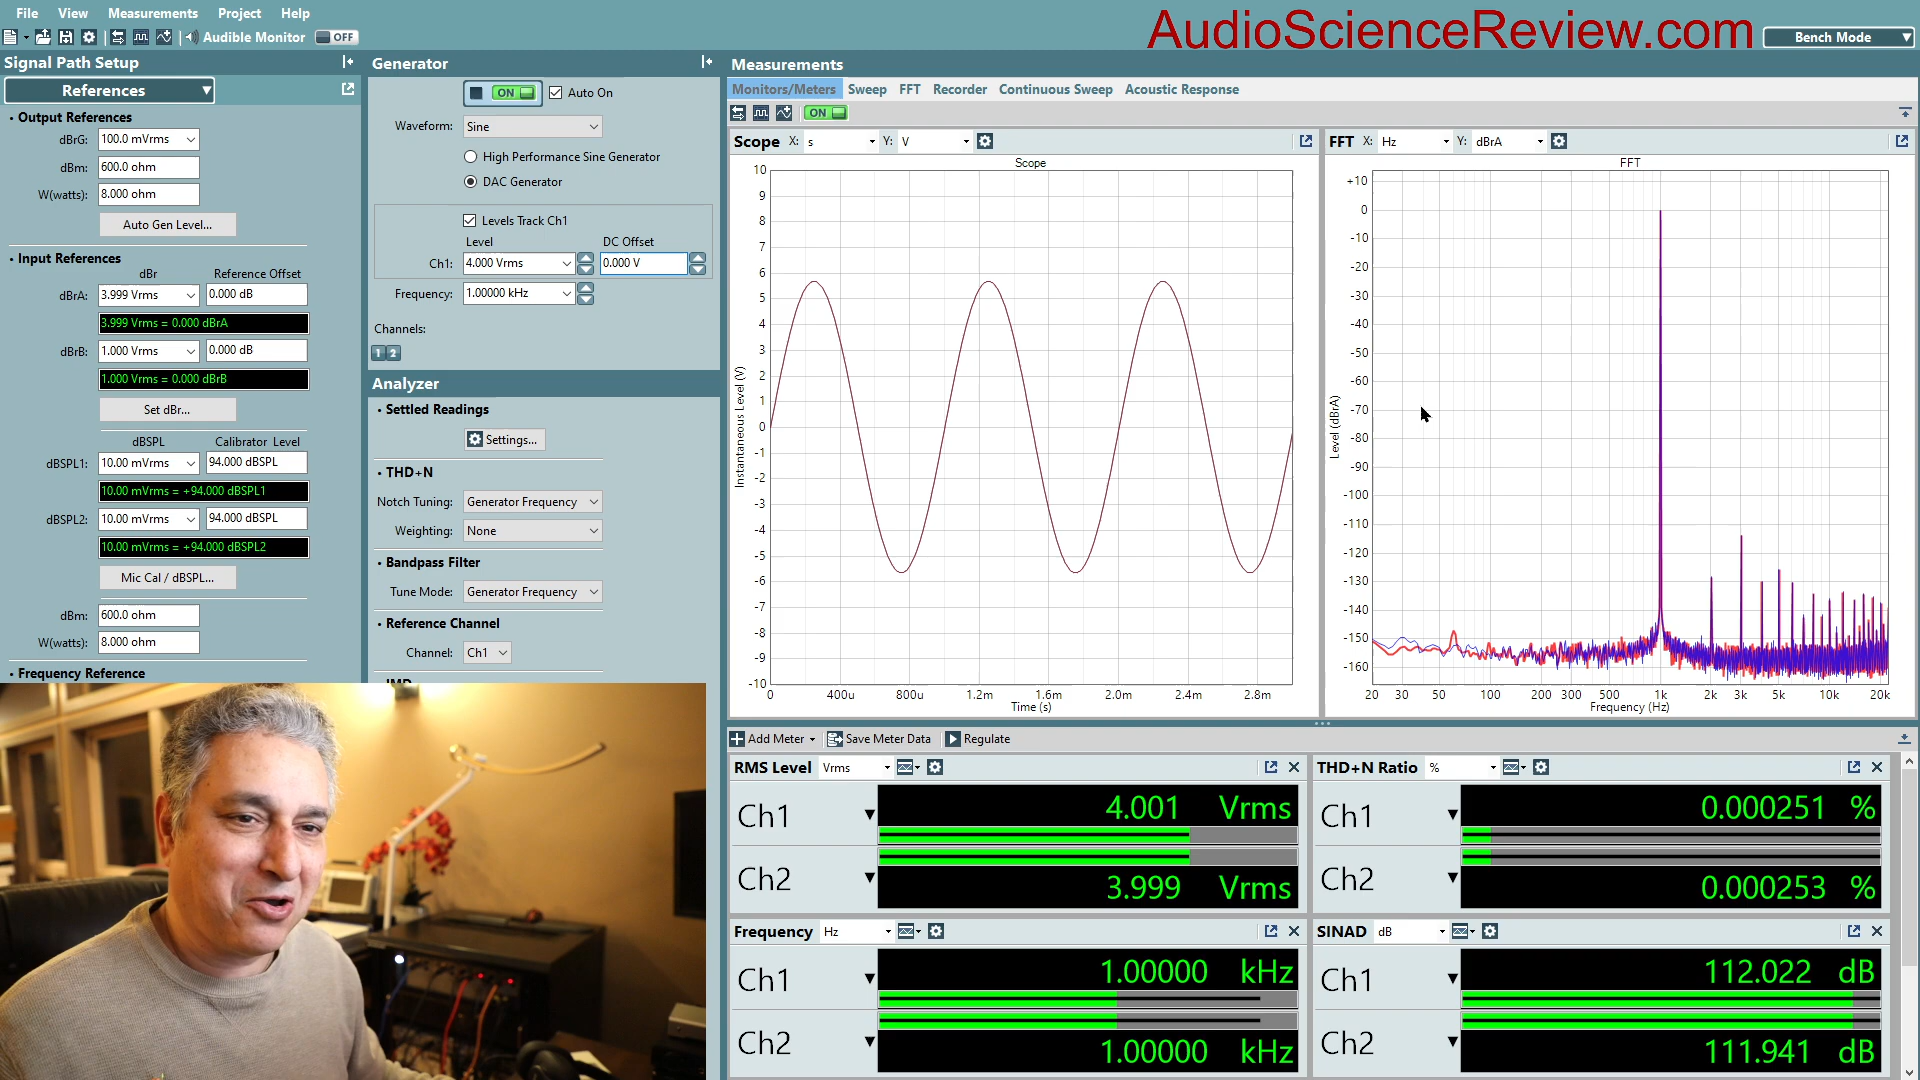 File View Measurements Project Help
AudioScienceReview.com
Bench Mode
Audible Monitor OFF
Signal Path Setup
References
Output References
dBrG: 100.0 mVrms
dBm: 600.0 ohm
W(watts): 8.000 ohm
Auto Gen Level...
Input References
dBr Reference Offset
dBrA: 3.999 Vrms 0.000 dB
3.999 Vrms = 0.000 dBrA
dBrB: 1.000 Vrms 0.000 dB
1.000 Vrms = 0.000 dBrB
Set dBr...
dBSPL Calibrator Level
dBSPL1: 10.00 mVrms 94.000 dBSPL
10.00 mVrms = +94.000 dBSPL1
dBSPL2: 10.00 mVrms 94.000 dBSPL
10.00 mVrms = +94.000 dBSPL2
Mic Cal / dBSPL...
dBm: 600.0 ohm
W(watts): 8.000 ohm
Frequency Reference
Generator
ON Auto On
Waveform: Sine
High Performance Sine Generator
DAC Generator
Levels Track Ch1
Level DC Offset
Ch1: 4.000 Vrms 0.000 V
Frequency: 1.00000 kHz
Channels:
1 2
Analyzer
Settled Readings
Settings...
THD+N
Notch Tuning: Generator Frequency
Weighting: None
Bandpass Filter
Tune Mode: Generator Frequency
Reference Channel
Channel: Ch1
IMD
Measurements
Monitors/Meters Sweep FFT Recorder Continuous Sweep Acoustic Response
ON
Scope X: s Y: V
Scope
10
9
8
7
6
5
4
3
2
1
0
-1
-2
-3
-4
-5
-6
-7
-8
-9
-10
Instantaneous Level (V)
0 400u 800u 1.2m 1.6m 2.0m 2.4m 2.8m
Time (s)
FFT X: Hz Y: dBrA
FFT
+10
0
-10
-20
-30
-40
-50
-60
-70
-80
-90
-100
-110
-120
-130
-140
-150
-160
Level (dBrA)
20 30 50 100 200 300 500 1k 2k 3k 5k 10k 20k
Frequency (Hz)
Add Meter Save Meter Data Regulate
RMS Level Vrms
Ch1 4.001 Vrms
Ch2 3.999 Vrms
THD+N Ratio %
Ch1 0.000251 %
Ch2 0.000253 %
Frequency Hz
Ch1 1.00000 kHz
Ch2 1.00000 kHz
SINAD dB
Ch1 112.022 dB
Ch2 111.941 dB